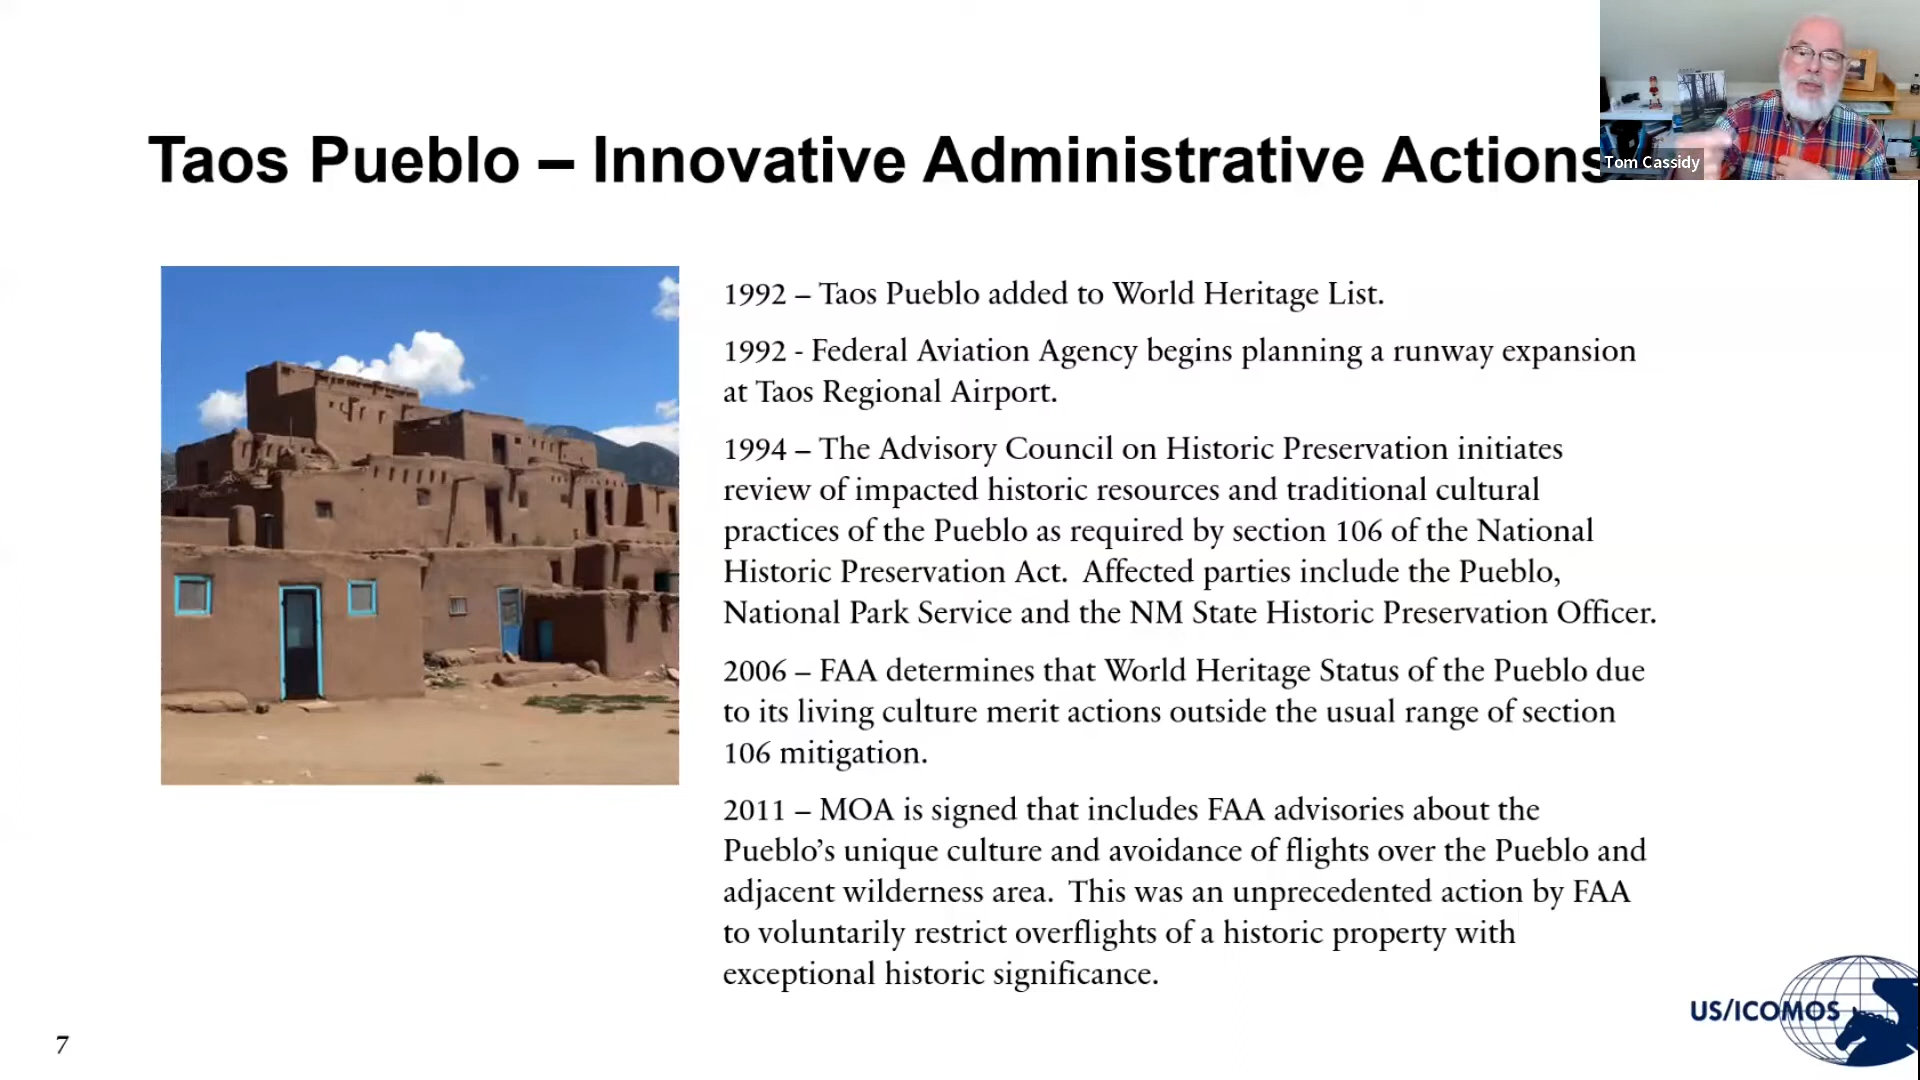 Tom Cassidy
Taos Pueblo – Innovative Administrative Actions
1992 – Taos Pueblo added to World Heritage List.
1992 - Federal Aviation Agency begins planning a runway expansion
at Taos Regional Airport.
1994 – The Advisory Council on Historic Preservation initiates
review of impacted historic resources and traditional cultural
practices of the Pueblo as required by section 106 of the National
Historic Preservation Act.  Affected parties include the Pueblo,
National Park Service and the NM State Historic Preservation Officer.
2006 – FAA determines that World Heritage Status of the Pueblo due
to its living culture merit actions outside the usual range of section
106 mitigation.
2011 – MOA is signed that includes FAA advisories about the
Pueblo’s unique culture and avoidance of flights over the Pueblo and
adjacent wilderness area.  This was an unprecedented action by FAA
to voluntarily restrict overflights of a historic property with
exceptional historic significance.
US/ICOMOS
7